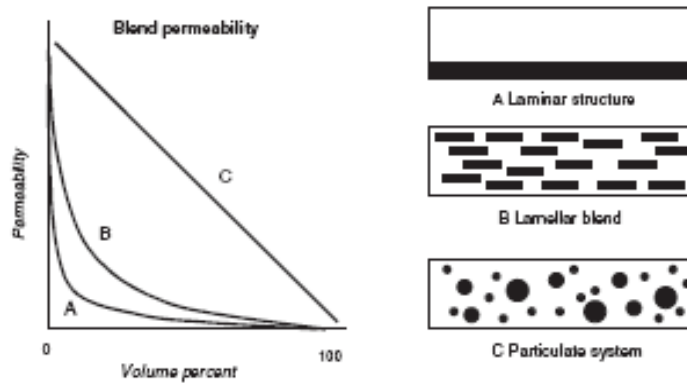 Blend permeability
Permeability
A
B
C
0
100
Volume percent
A Laminar structure
B Lamellar blend
C Particulate system